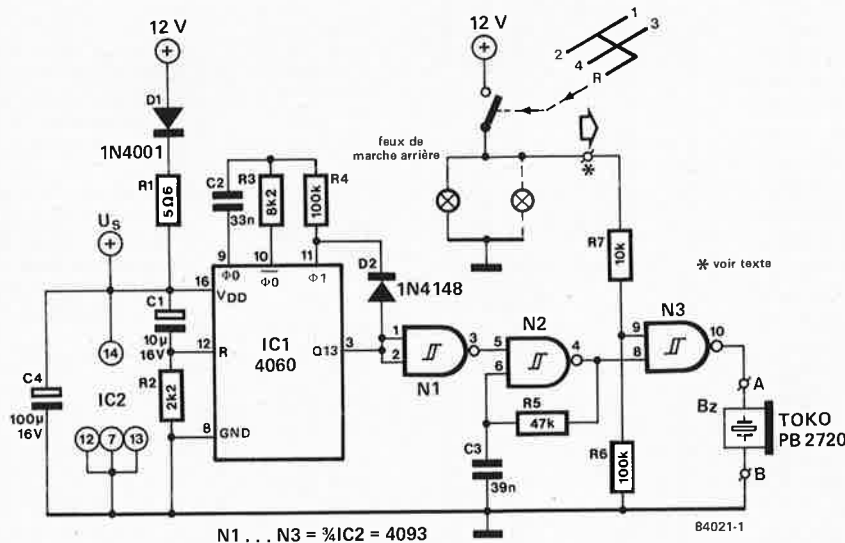 12 V
D1
1N4001
R1
5Ω6
US
C2
33n
R3
8k2
R4
100k
9
10
11
Φ0
Φ0
Φ1
16
VDD
C1
10µ
16V
12
R
IC1
4060
Q13
3
D2
1N4148
14
C4
100µ
16V
IC2
R2
2k2
8
GND
12
7
13
1
2
3
N1
5
6
N2
4
R5
47k
C3
39n
12 V
1
2
3
4
R
feux de
marche arrière
*
R7
10k
* voir texte
N3
9
8
10
R6
100k
A
Bz
TOKO
PB 2720
B
N1 . . . N3 = ¾IC2 = 4093
84021-1